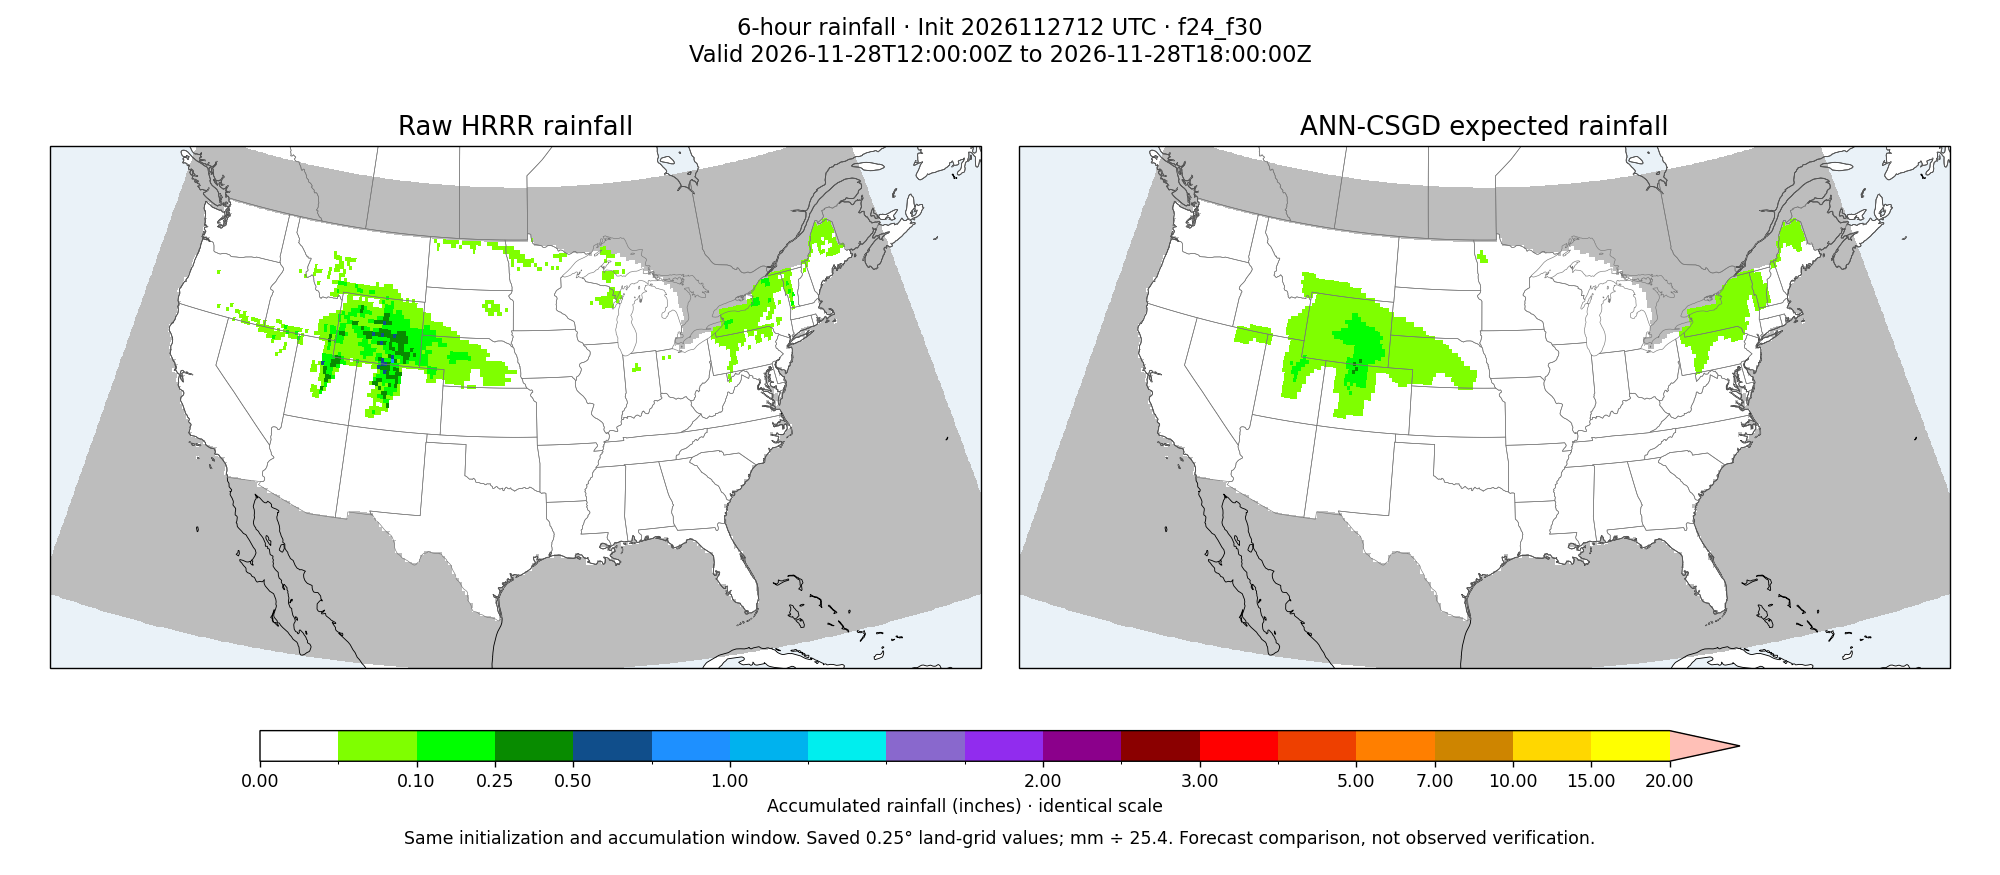 6-hour rainfall · Init 2026112712 UTC · f24_f30
Valid 2026-11-28T12:00:00Z to 2026-11-28T18:00:00Z
Raw HRRR rainfall
ANN-CSGD expected rainfall
0.00 0.10 0.25 0.50 1.00 2.00 3.00 5.00 7.00 10.00 15.00 20.00
Accumulated rainfall (inches) · identical scale
Same initialization and accumulation window. Saved 0.25° land-grid values; mm ÷ 25.4. Forecast comparison, not observed verification.